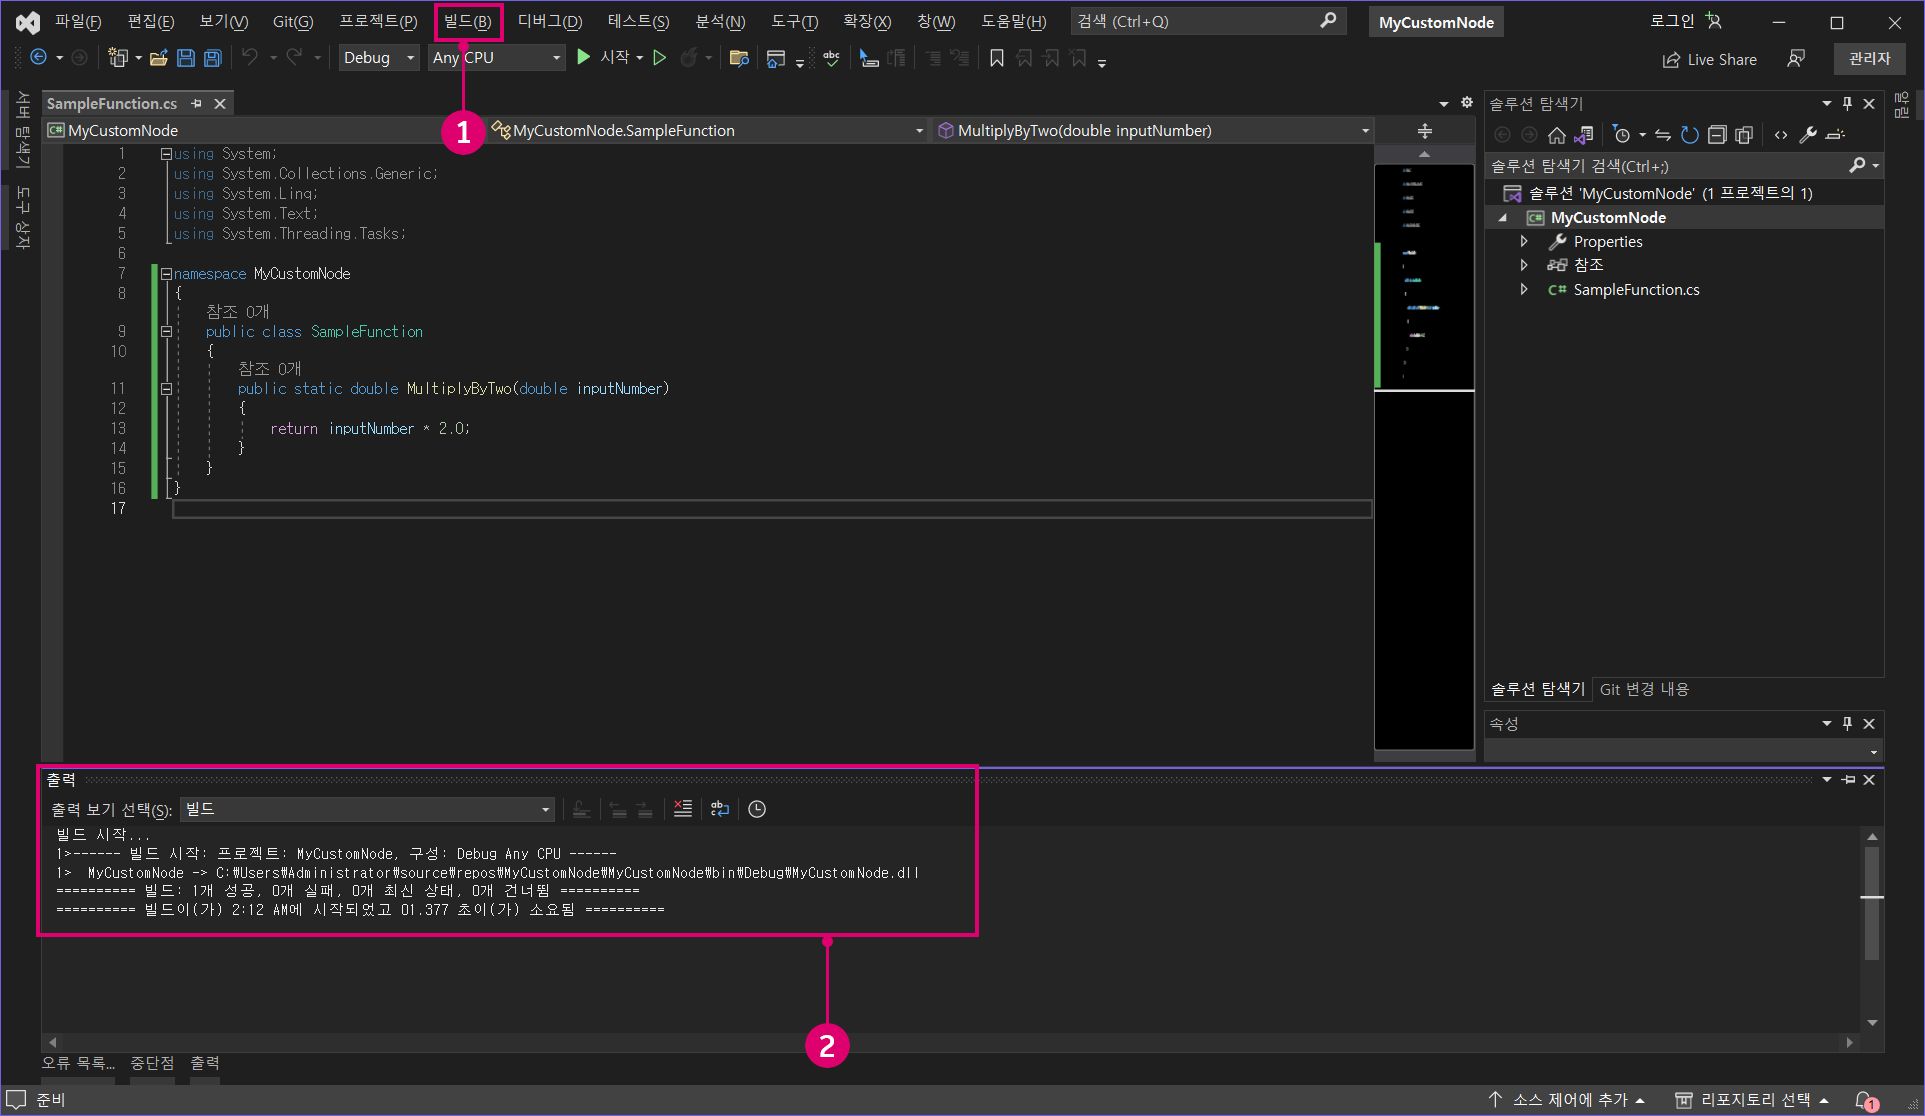 파일(F) 편집(E) 보기(V) Git(G) 프로젝트(P) 빌드(B) 디버그(D) 테스트(S) 분석(N) 도구(T) 확장(X) 창(W) 도움말(H) 검색 (Ctrl+Q) MyCustomNode 로그인
Debug Any CPU 시작 Live Share 관리자
1
서버 탐색기
도구 상자
SampleFunction.cs
MyCustomNode MyCustomNode.SampleFunction MultiplyByTwo(double inputNumber)
1 using System;
2 using System.Collections.Generic;
3 using System.Linq;
4 using System.Text;
5 using System.Threading.Tasks;
6
7 namespace MyCustomNode
8 {
참조 0개
9 public class SampleFunction
10 {
참조 0개
11 public static double MultiplyByTwo(double inputNumber)
12 {
13 return inputNumber * 2.0;
14 }
15 }
16 }
17
솔루션 탐색기
알림
솔루션 탐색기 검색(Ctrl+;)
솔루션 'MyCustomNode' (1 프로젝트의 1)
MyCustomNode
Properties
참조
C# SampleFunction.cs
솔루션 탐색기 Git 변경 내용
속성
출력
출력 보기 선택(S): 빌드
빌드 시작...
1>------ 빌드 시작: 프로젝트: MyCustomNode, 구성: Debug Any CPU ------
1>  MyCustomNode -> C:₩Users₩Administrator₩source₩repos₩MyCustomNode₩MyCustomNode₩bin₩Debug₩MyCustomNode.dll
========== 빌드: 1개 성공, 0개 실패, 0개 최신 상태, 0개 건너뜀 ==========
========== 빌드이(가) 2:12 AM에 시작되었고 01.377 초이(가) 소요됨 ==========
2
오류 목록... 중단점 출력
준비 소스 제어에 추가 리포지토리 선택 1